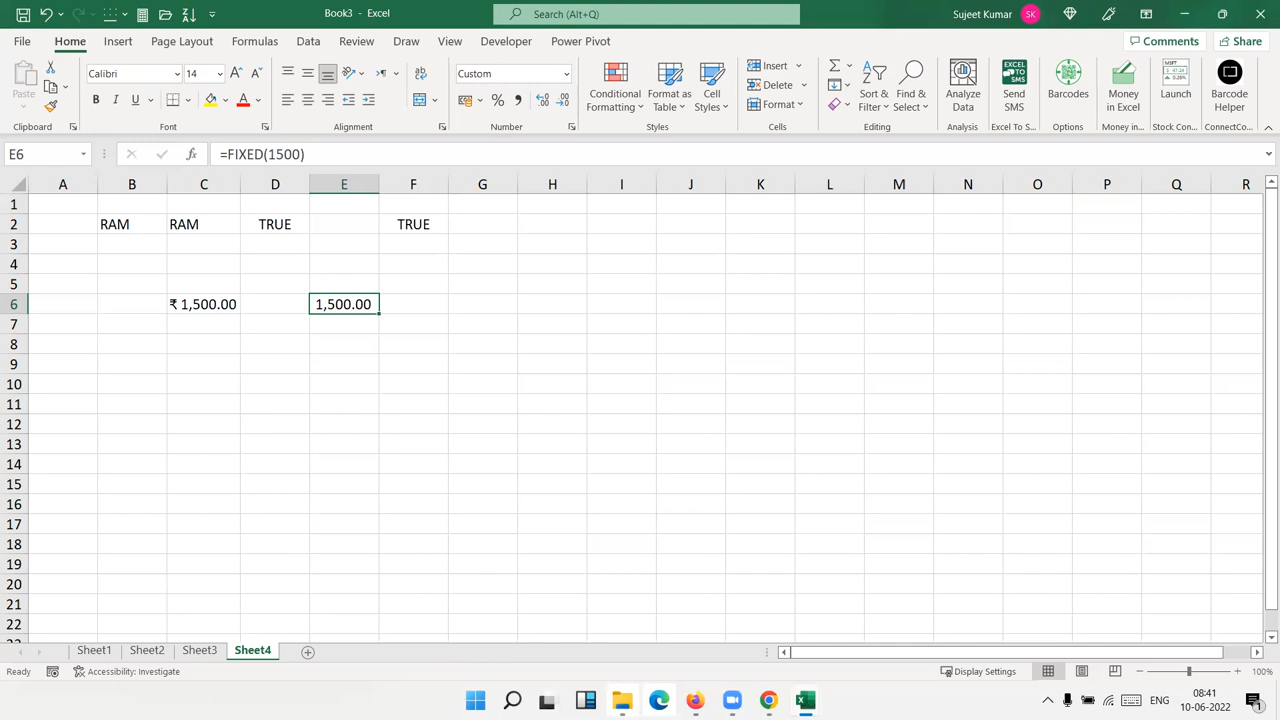 Book3 - Excel
Search (Alt+Q)
Sujeet Kumar
SK
File Home Insert Page Layout Formulas Data Review View Draw Developer Power Pivot
Comments
Share
Paste
Clipboard
Calibri 14
B I U
Font
Alignment
Custom
Number
Conditional Formatting
Format as Table
Cell Styles
Styles
Insert
Delete
Format
Cells
Sort & Filter
Find & Select
Editing
Analyze Data
Analysis
Send SMS
Excel To S...
Barcodes
Options
Money in Excel
Money in...
MSFT
Launch
Stock Con...
Barcode Helper
ConnectCo...
E6
fx
=FIXED(1500)
A B C D E F G H I J K L M N O P Q R
1
2 RAM RAM TRUE TRUE
3
4
5
6 ₹ 1,500.00 1,500.00
7
8
9
10
11
12
13
14
15
16
17
18
19
20
21
22
Sheet1 Sheet2 Sheet3 Sheet4
Ready
Accessibility: Investigate
Display Settings
100%
ENG
08:41
10-06-2022